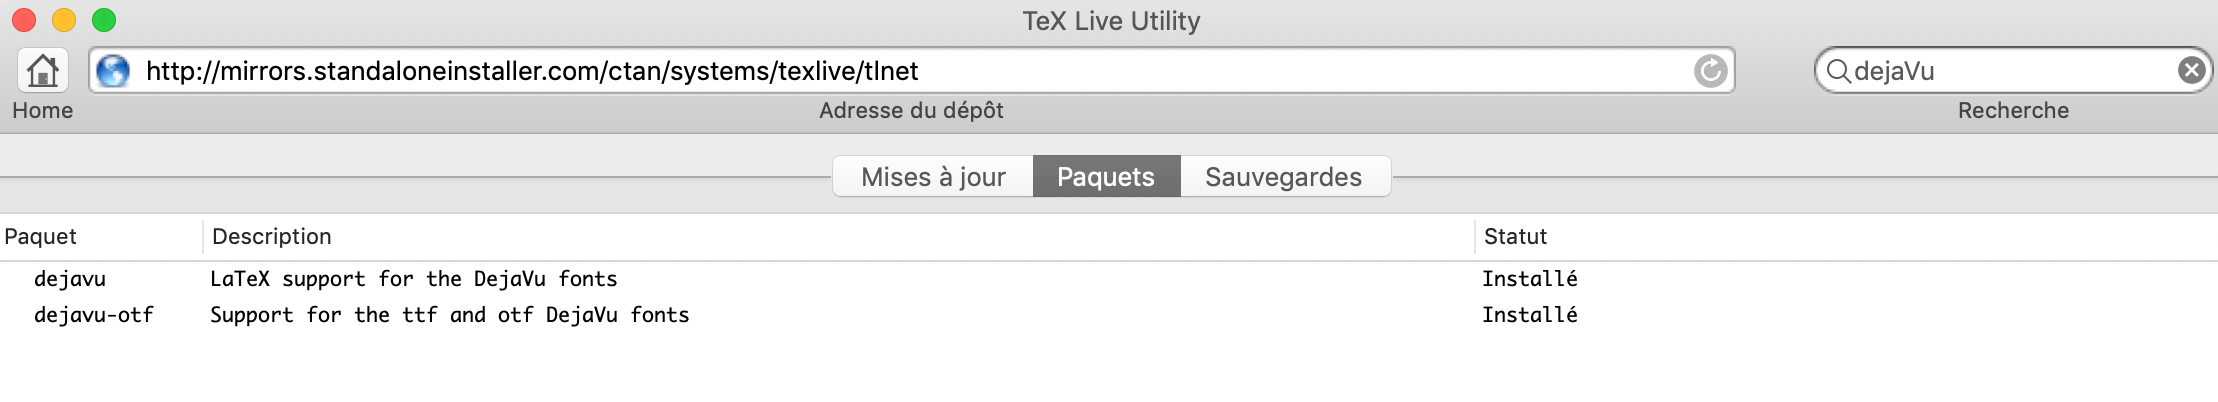 TeX Live Utility
http://mirrors.standaloneinstaller.com/ctan/systems/texlive/tlnet
dejaVu
Home
Adresse du dépôt
Recherche
Mises à jour
Paquets
Sauvegardes
Paquet
Description
Statut
dejavu
LaTeX support for the DejaVu fonts
Installé
dejavu-otf
Support for the ttf and otf DejaVu fonts
Installé